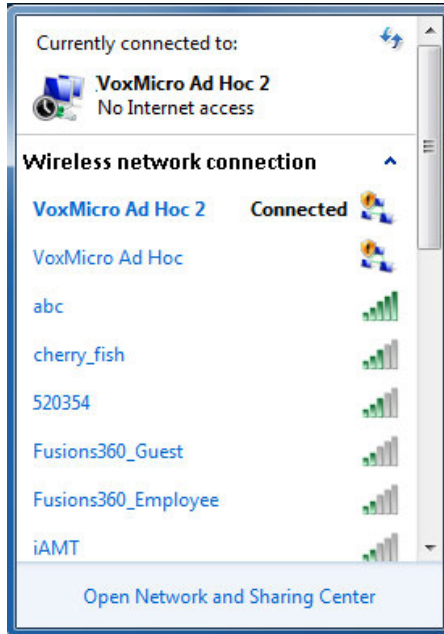 Currently connected to:
VoxMicro Ad Hoc 2
No Internet access
Wireless network connection
VoxMicro Ad Hoc 2 Connected
VoxMicro Ad Hoc
abc
cherry_fish
520354
Fusions360_Guest
Fusions360_Employee
iAMT
Open Network and Sharing Center